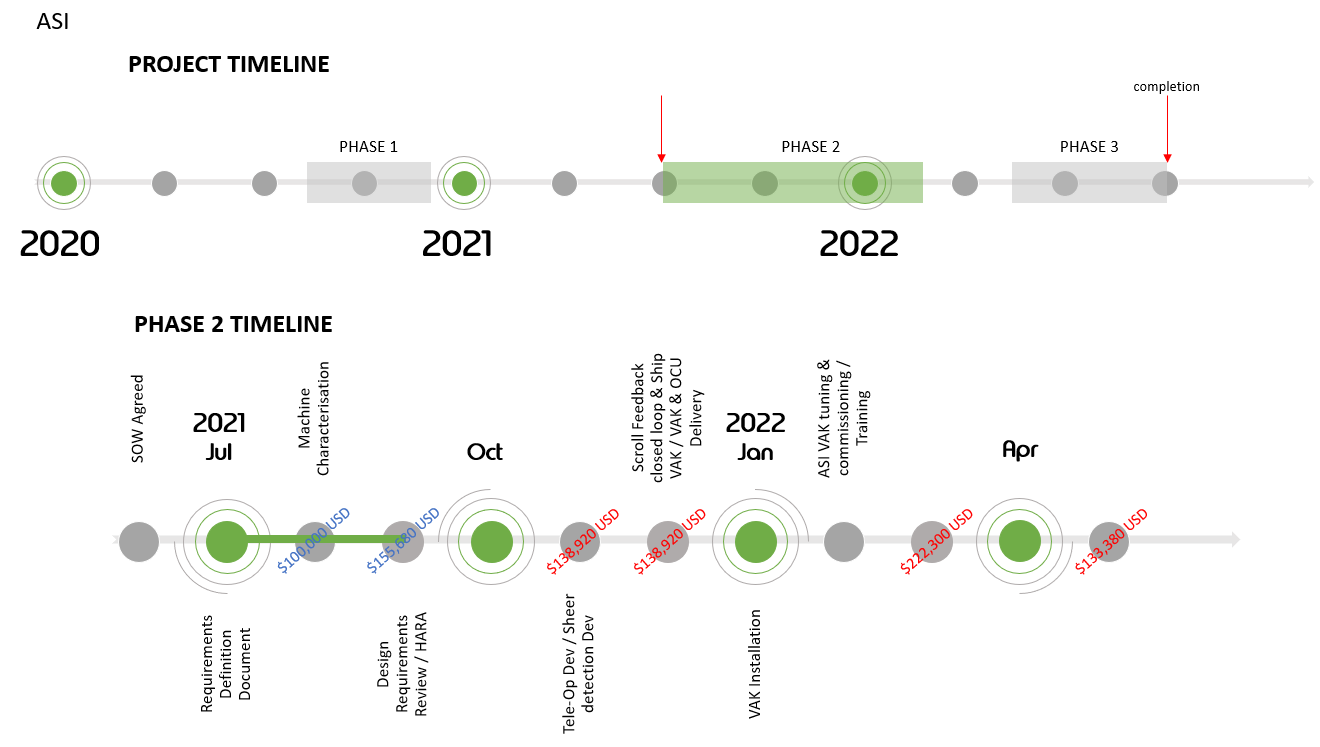 ASI
PROJECT TIMELINE
completion
PHASE 1
PHASE 2
PHASE 3
2020
2021
2022
PHASE 2 TIMELINE
SOW Agreed
2021
Jul
Machine
Characterisation
Oct
Scroll Feedback
closed loop & Ship
VAK / VAK & OCU
Delivery
2022
Jan
ASI VAK tuning &
commissioning /
Training
Apr
$100,000 USD
$155,680 USD
$138,920 USD
$138,920 USD
$222,300 USD
$133,380 USD
Requirements
Definition
Document
Design
Requirements
Review / HARA
Tele-Op Dev / Sheer
detection Dev
VAK Installation